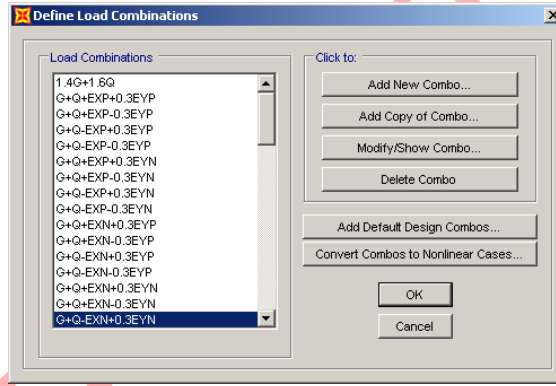 Define Load Combinations
Load Combinations
1.4G+1.6Q
G+Q+EXP+0.3EYP
G+Q+EXP-0.3EYP
G+Q-EXP+0.3EYP
G+Q-EXP-0.3EYP
G+Q+EXP+0.3EYN
G+Q+EXP-0.3EYN
G+Q-EXP+0.3EYN
G+Q-EXP-0.3EYN
G+Q+EXN+0.3EYP
G+Q+EXN-0.3EYP
G+Q-EXN+0.3EYP
G+Q-EXN-0.3EYP
G+Q+EXN+0.3EYN
G+Q+EXN-0.3EYN
G+Q-EXN+0.3EYN
Click to:
Add New Combo...
Add Copy of Combo...
Modify/Show Combo...
Delete Combo
Add Default Design Combos...
Convert Combos to Nonlinear Cases...
OK
Cancel